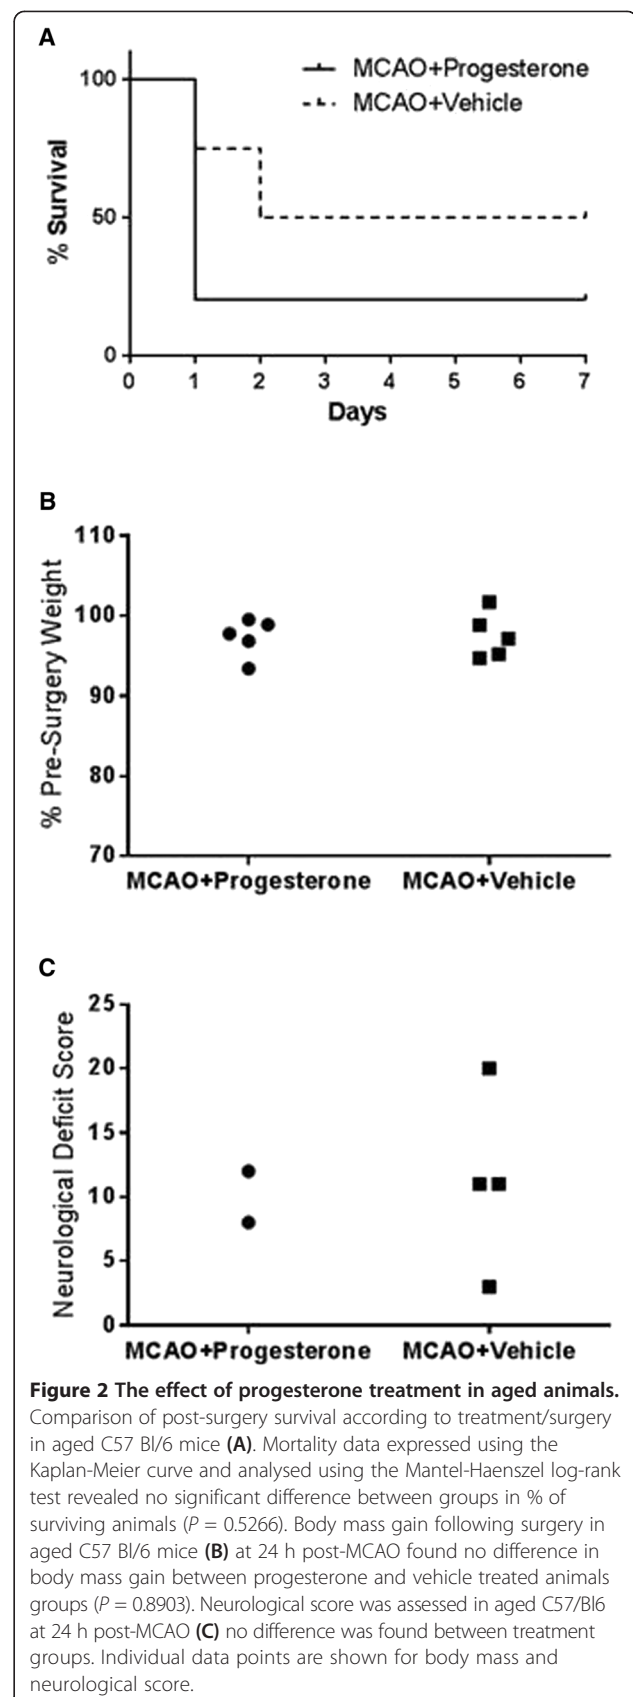 A
MCAO+Progesterone
MCAO+Vehicle
% Survival
100
50
0
0 1 2 3 4 5 6 7
Days
B
% Pre-Surgery Weight
110
100
90
80
70
MCAO+Progesterone MCAO+Vehicle
C
Neurological Deficit Score
25
20
15
10
5
0
MCAO+Progesterone MCAO+Vehicle
Figure 2 The effect of progesterone treatment in aged animals.
Comparison of post-surgery survival according to treatment/surgery
in aged C57 Bl/6 mice (A). Mortality data expressed using the
Kaplan-Meier curve and analysed using the Mantel-Haenszel log-rank
test revealed no significant difference between groups in % of
surviving animals (P = 0.5266). Body mass gain following surgery in
aged C57 Bl/6 mice (B) at 24 h post-MCAO found no difference in
body mass gain between progesterone and vehicle treated animals
groups (P = 0.8903). Neurological score was assessed in aged C57/Bl6
at 24 h post-MCAO (C) no difference was found between treatment
groups. Individual data points are shown for body mass and
neurological score.